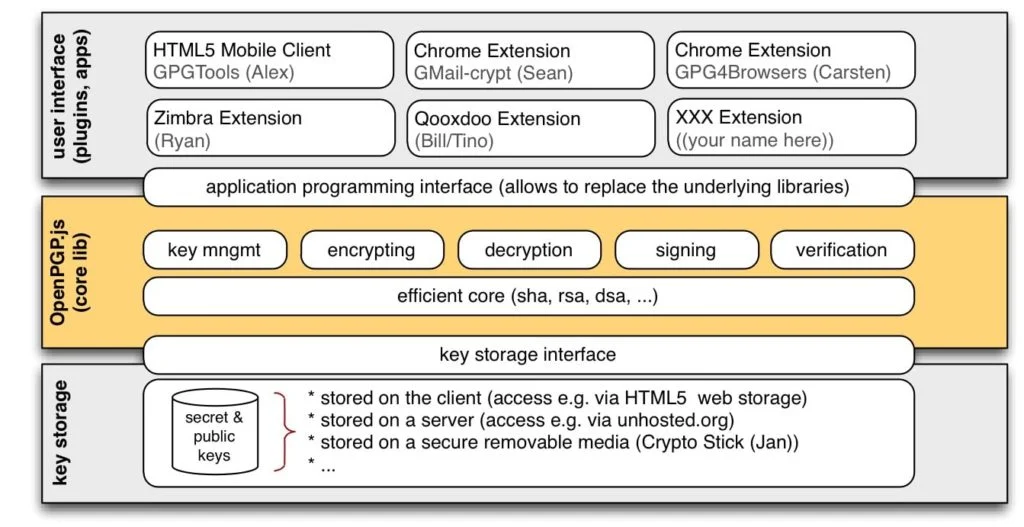 user interface
(plugins, apps)
HTML5 Mobile Client
GPGTools (Alex)
Chrome Extension
GMail-crypt (Sean)
Chrome Extension
GPG4Browsers (Carsten)
Zimbra Extension
(Ryan)
Qooxdoo Extension
(Bill/Tino)
XXX Extension
((your name here))
application programming interface (allows to replace the underlying libraries)
OpenPGP.js
(core lib)
key mngmt
encrypting
decryption
signing
verification
efficient core (sha, rsa, dsa, ...)
key storage interface
key storage
secret &
public
keys
* stored on the client (access e.g. via HTML5 web storage)
* stored on a server (access e.g. via unhosted.org)
* stored on a secure removable media (Crypto Stick (Jan))
* ...